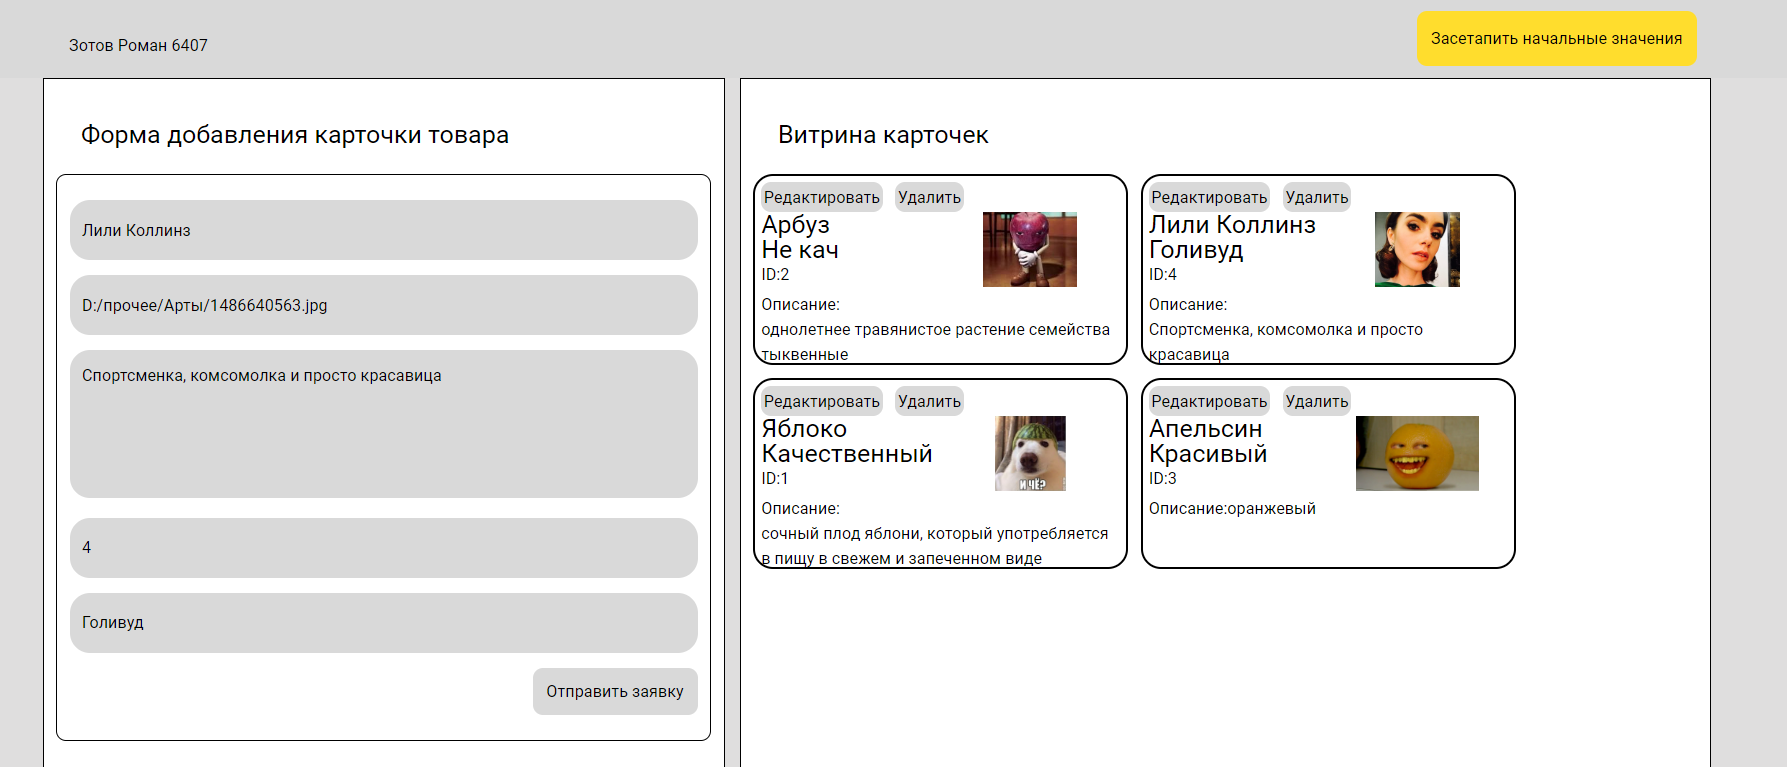 Зотов Роман 6407
Засетапить начальные значения
Форма добавления карточки товара
Лили Коллинз
D:/прочее/Арты/1486640563.jpg
Спортсменка, комсомолка и просто красавица
4
Голивуд
Отправить заявку
Витрина карточек
Редактировать Удалить
Арбуз
Не кач
ID:2
Описание:
однолетнее травянистое растение семейства
тыквенные
Редактировать Удалить
Лили Коллинз
Голивуд
ID:4
Описание:
Спортсменка, комсомолка и просто
красавица
Редактировать Удалить
Яблоко
Качественный
ID:1
И ЧЁ?
Описание:
сочный плод яблони, который употребляется
в пищу в свежем и запеченном виде
Редактировать Удалить
Апельсин
Красивый
ID:3
Описание:оранжевый